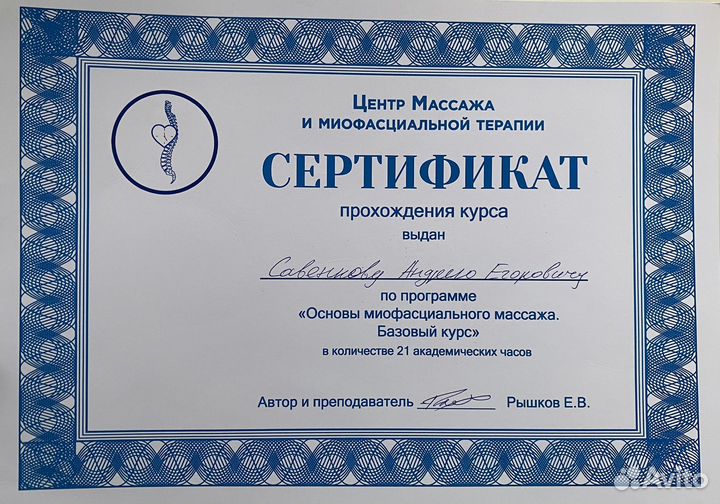 Центр Массажа
и миофасциальной терапии
СЕРТИФИКАТ
прохождения курса
выдан
Савенкову Андрею Егоровичу
по программе
«Основы миофасциального массажа.
Базовый курс»
в количестве 21 академических часов
Автор и преподаватель Рышков Е.В.
Avito